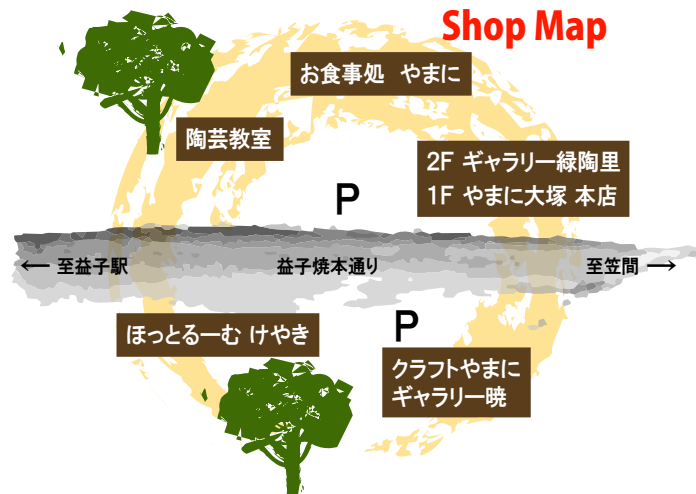 Shop Map
お食事処 やまに
陶芸教室
2F ギャラリー緑陶里
1F やまに大塚 本店
P
← 至益子駅
益子焼本通り
至笠間 →
P
ほっとるーむ けやき
クラフトやまに
ギャラリー暁